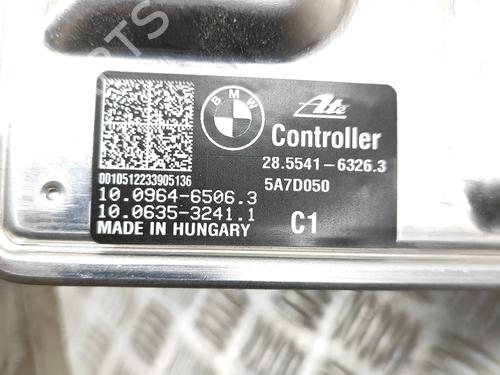 BMW
Ate
Controller
28.5541-6326.3
5A7D050
0010512233905136
10.0964-6506.3
10.0635-3241.1
MADE IN HUNGARY
C1